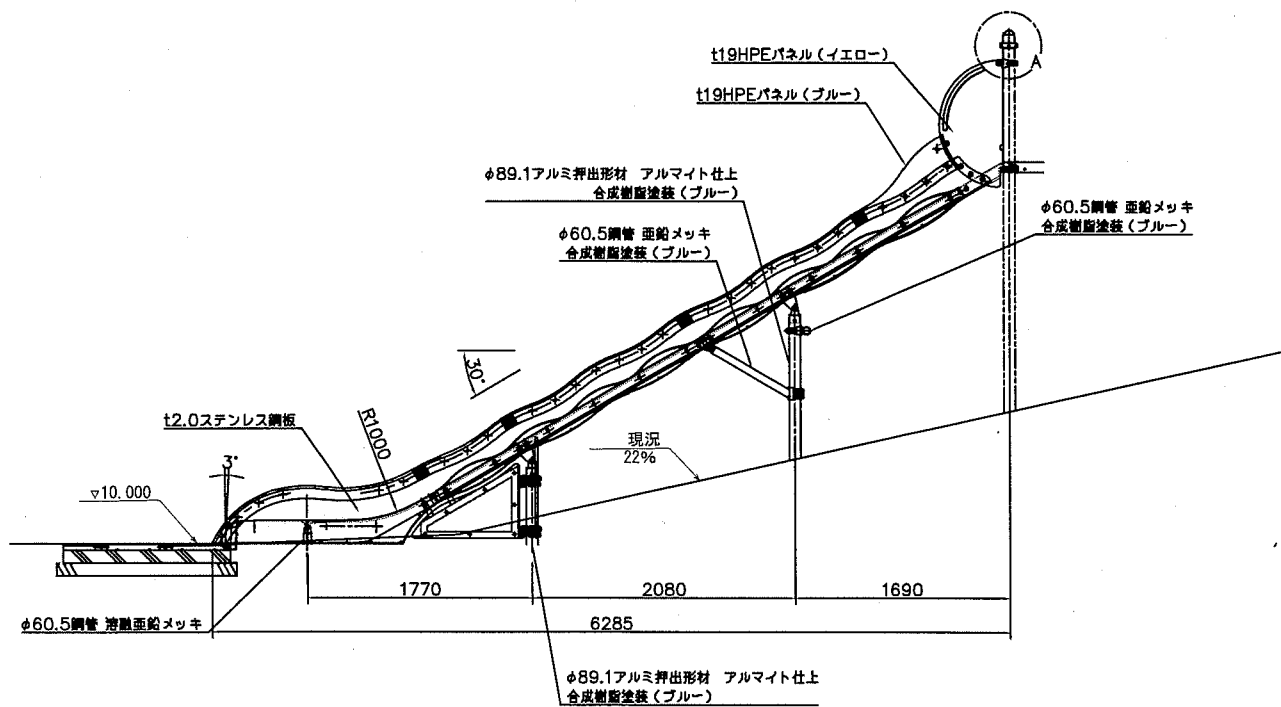 t19HPEパネル（イエロー）
A
t19HPEパネル（ブルー）
φ89.1アルミ押出形材　アルマイト仕上
合成樹脂塗装（ブルー）
φ60.5鋼管 亜鉛メッキ
合成樹脂塗装（ブルー）
φ60.5鋼管 亜鉛メッキ
合成樹脂塗装（ブルー）
30°
t2.0ステンレス鋼板
R1000
現況
22%
3°
▽10.000
1770
2080
1690
φ60.5鋼管 溶融亜鉛メッキ
6285
φ89.1アルミ押出形材　アルマイト仕上
合成樹脂塗装（ブルー）